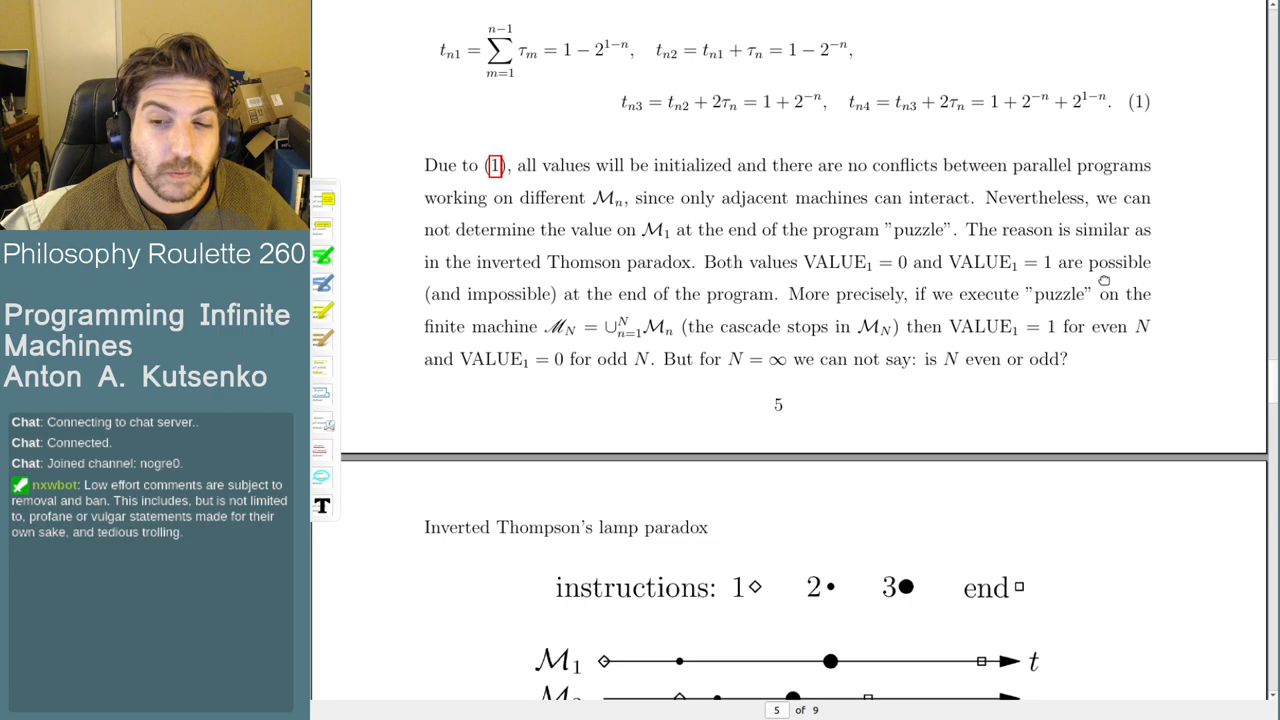 t_{n1} = \sum_{m=1}^{n-1} τ_m = 1 − 2^{1−n}, t_{n2} = t_{n1} + τ_n = 1 − 2^{−n},
t_{n3} = t_{n2} + 2τ_n = 1 + 2^{−n}, t_{n4} = t_{n3} + 2τ_n = 1 + 2^{−n} + 2^{1−n}. (1)
Due to (1), all values will be initialized and there are no conflicts between parallel programs
working on different ℳ_n, since only adjacent machines can interact. Nevertheless, we can
not determine the value on ℳ_1 at the end of the program ”puzzle”. The reason is similar as
in the inverted Thomson paradox. Both values VALUE_1 = 0 and VALUE_1 = 1 are possible
(and impossible) at the end of the program. More precisely, if we execute ”puzzle” on the
finite machine ℳ_N = ∪_{n=1}^{N} ℳ_n (the cascade stops on ℳ_N) then VALUE_1 = 1 for even N
and VALUE_1 = 0 for odd N. But for N = ∞ we can not say: is N even or odd?
5
Inverted Thompson's lamp paradox
instructions: 1◇ 2• 3● end□
ℳ_1 t
Philosophy Roulette 260
Programming Infinite
Machines
Anton A. Kutsenko
Chat: Connecting to chat server..
Chat: Connected.
Chat: Joined channel: nogre0.
nxwbot: Low effort comments are subject to
removal and ban. This includes, but is not limited
to, profane or vulgar statements made for their
own sake, and tedious trolling.
T
5 of 9